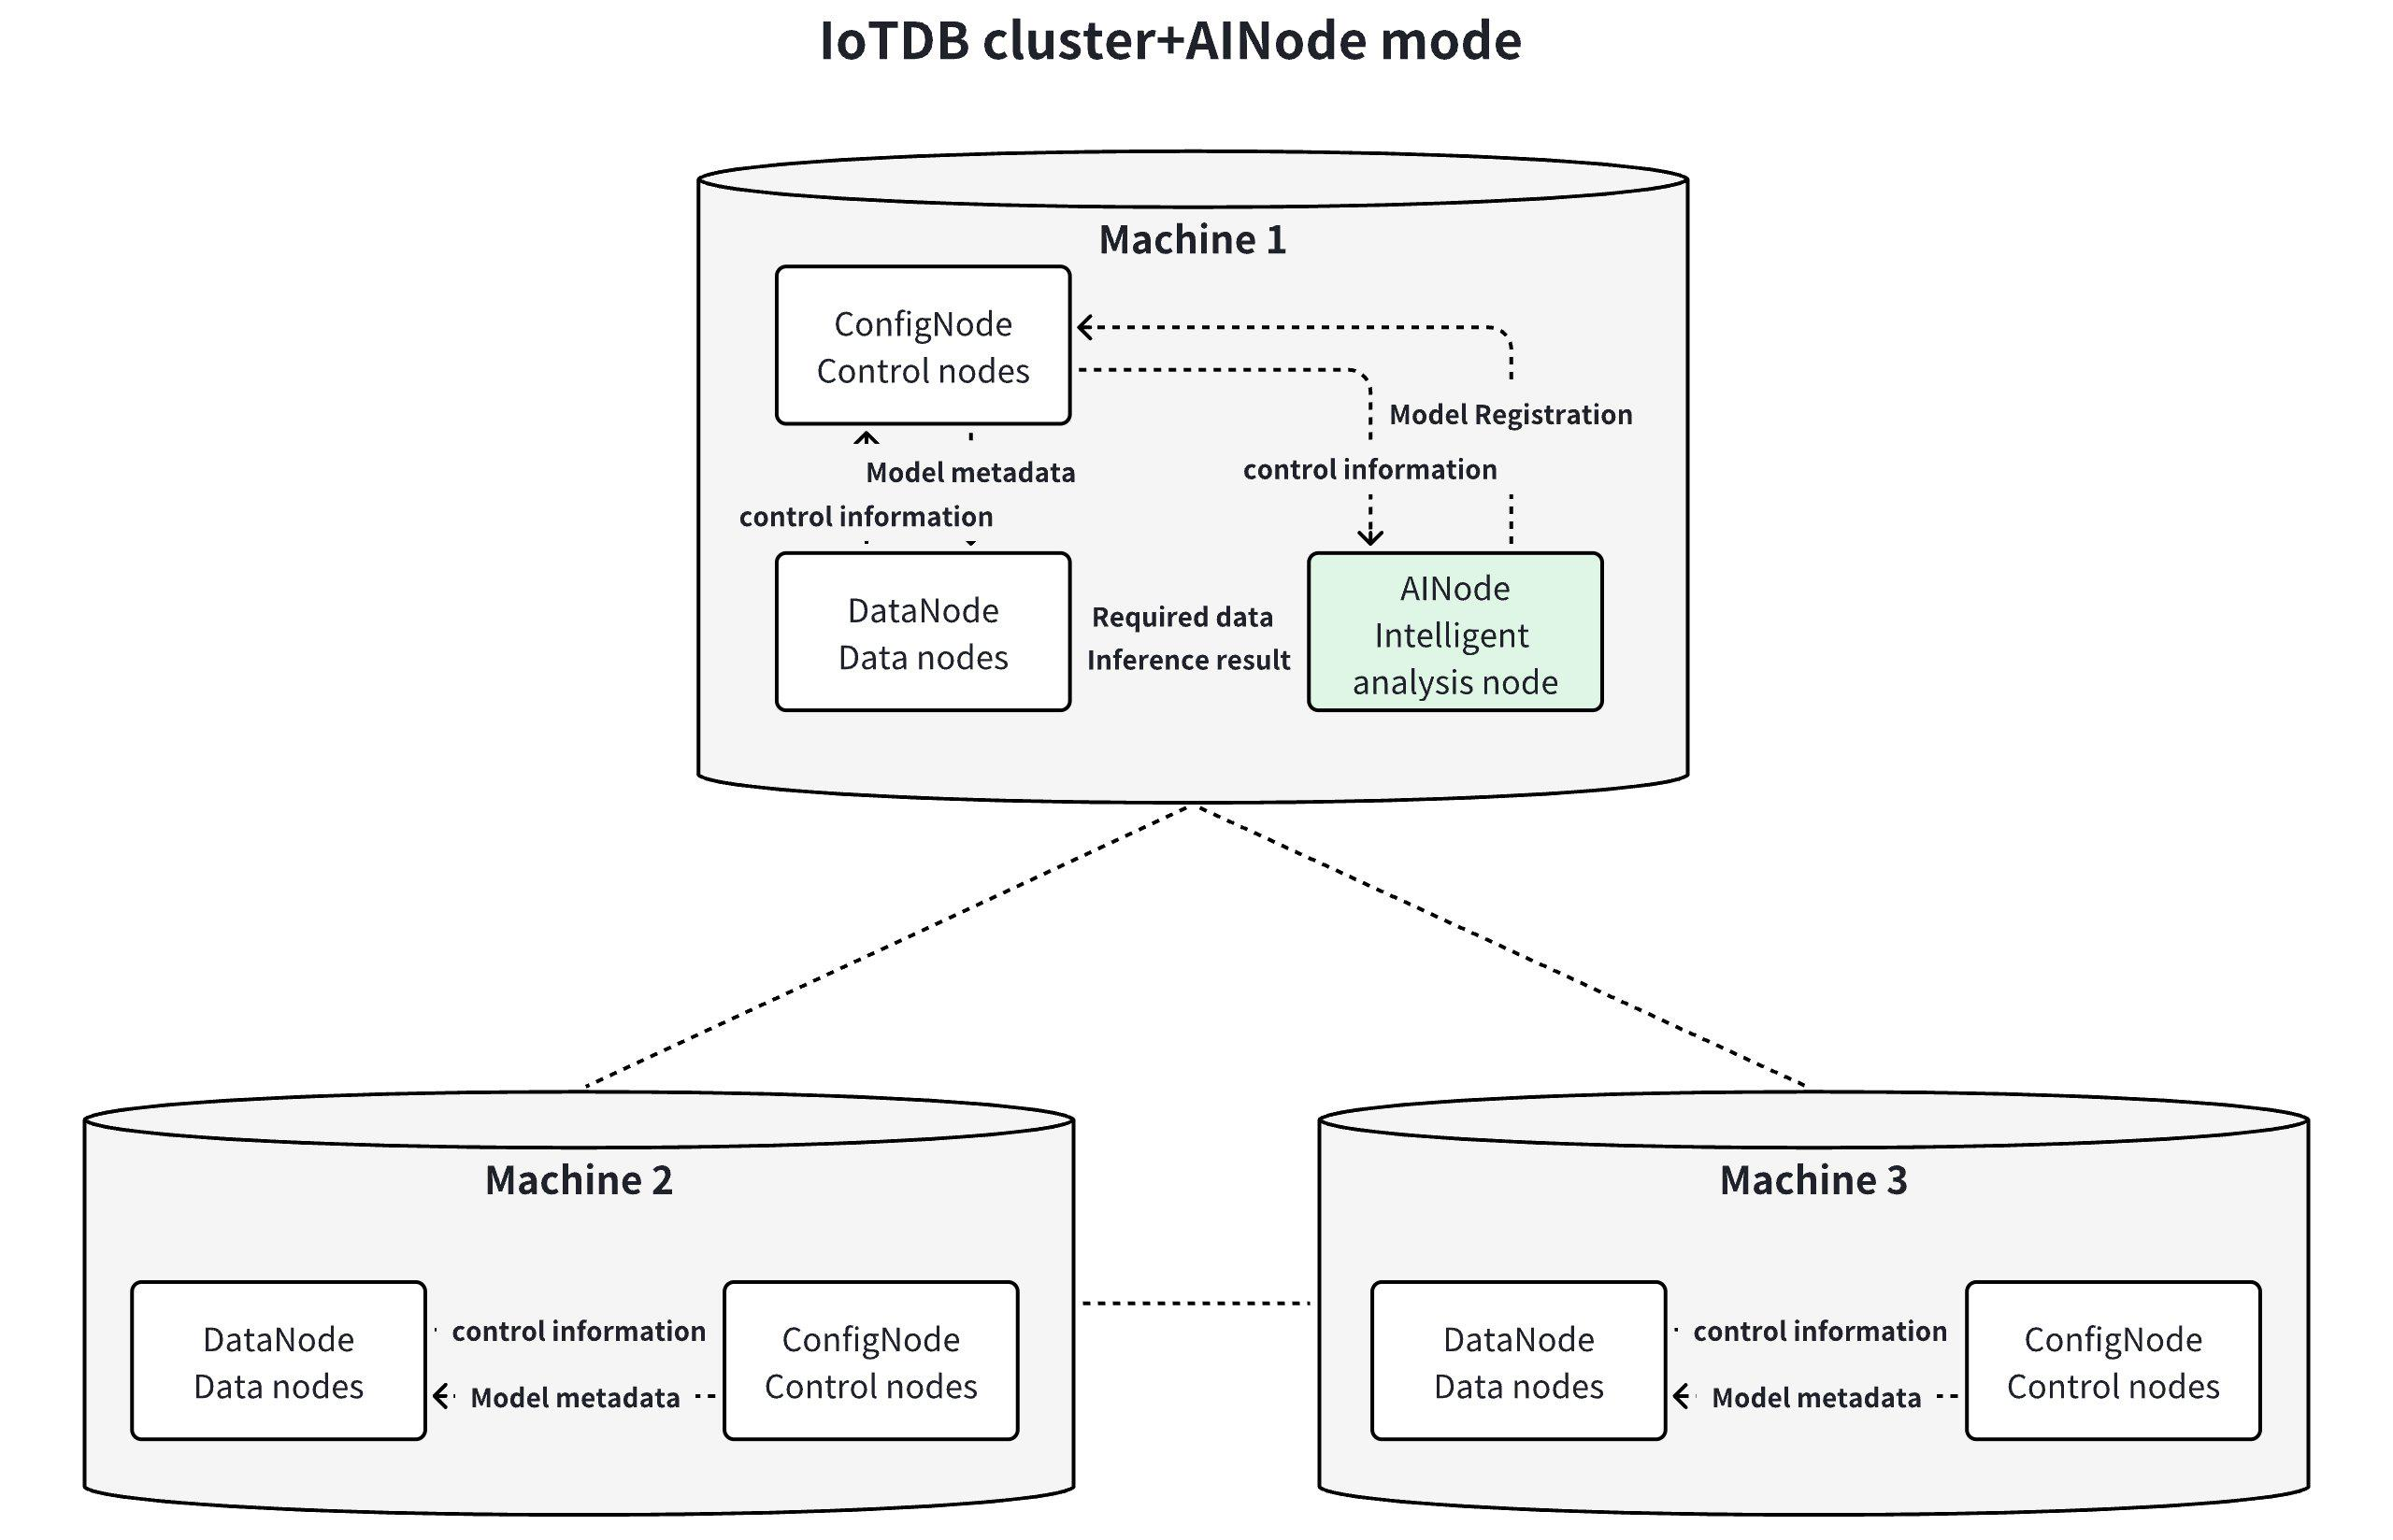 IoTDB cluster+AINode mode
Machine 1
ConfigNode
Control nodes
Model Registration
control information
Model metadata
control information
DataNode
Data nodes
Required data
Inference result
AINode
Intelligent
analysis node
Machine 2
DataNode
Data nodes
control information
Model metadata
ConfigNode
Control nodes
Machine 3
DataNode
Data nodes
control information
Model metadata
ConfigNode
Control nodes